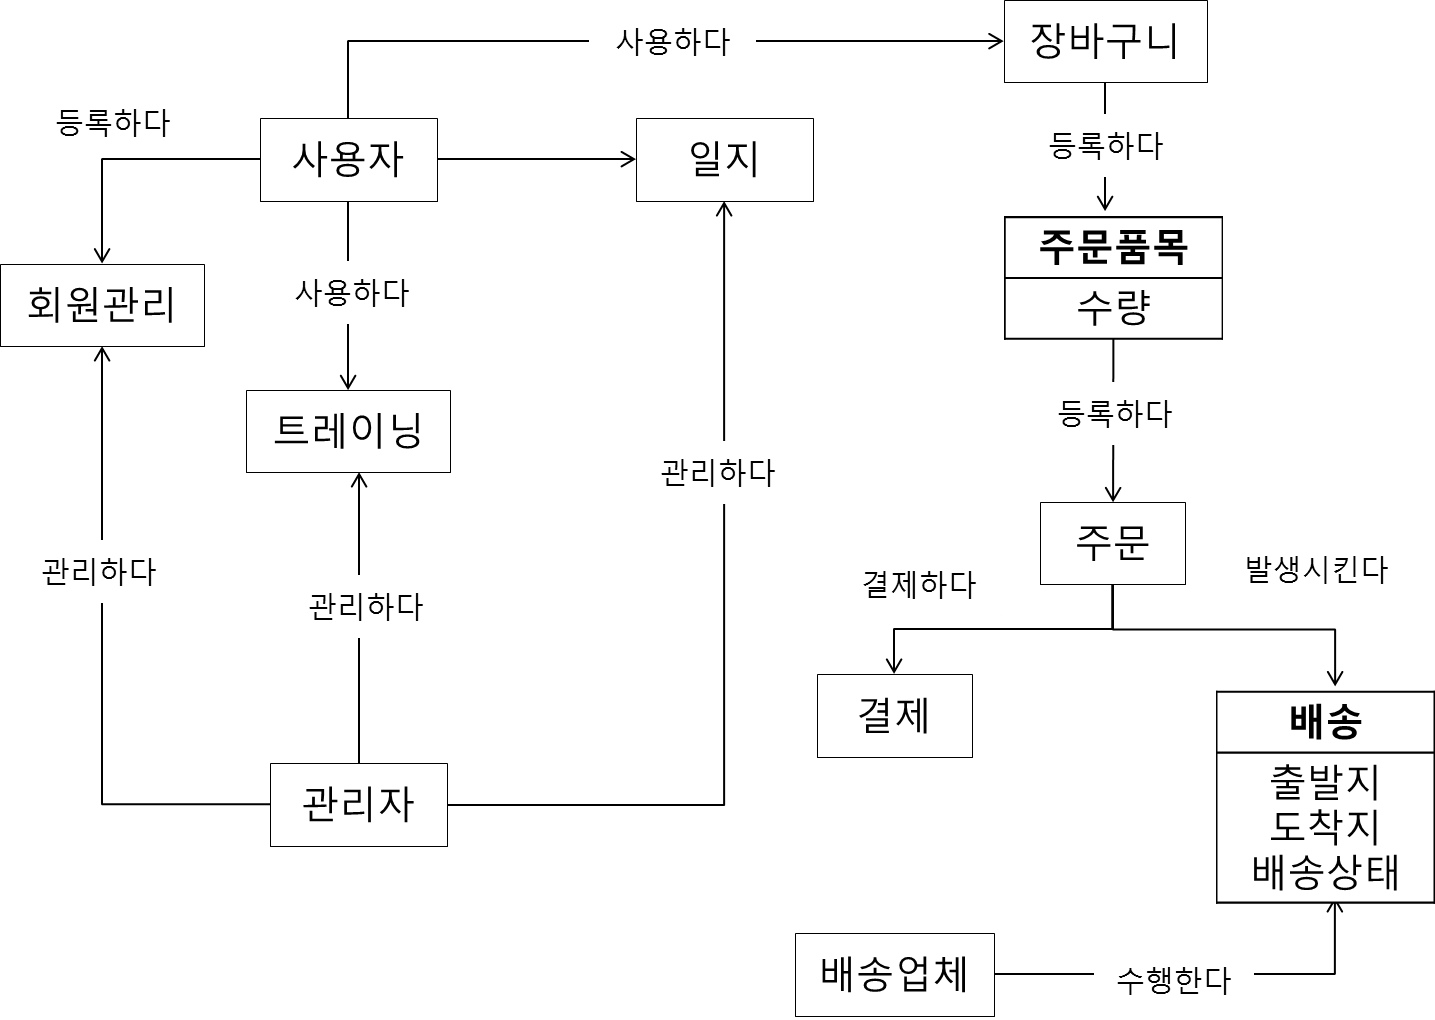 사용하다
장바구니
등록하다
사용자
일지
등록하다
회원관리
사용하다
주문품목
수량
트레이닝
등록하다
관리하다
주문
관리하다
관리하다
결제하다
발생시킨다
결제
배송
출발지
도착지
배송상태
관리자
배송업체
수행한다